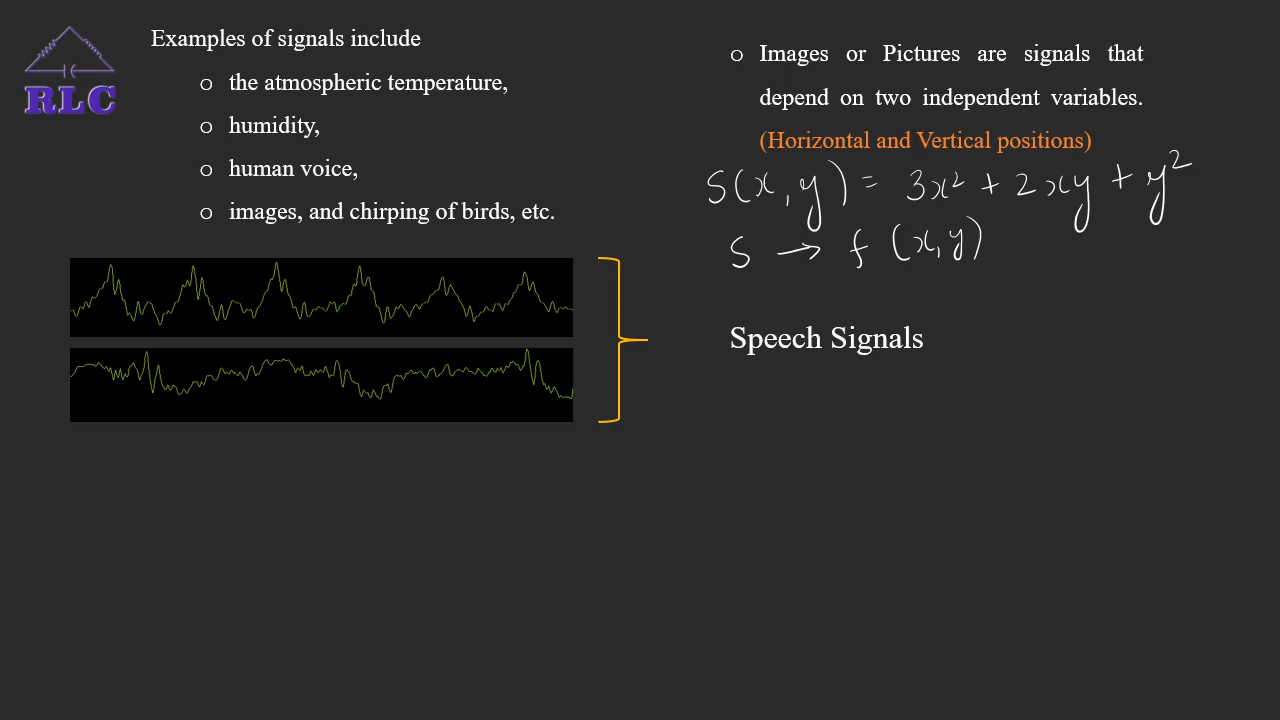 RLC
Examples of signals include
o the atmospheric temperature,
o humidity,
o human voice,
o images, and chirping of birds, etc.
o Images or Pictures are signals that
depend on two independent variables.
(Horizontal and Vertical positions)
S(x, y) = 3x² + 2xy + y²
S → f (x, y)
Speech Signals